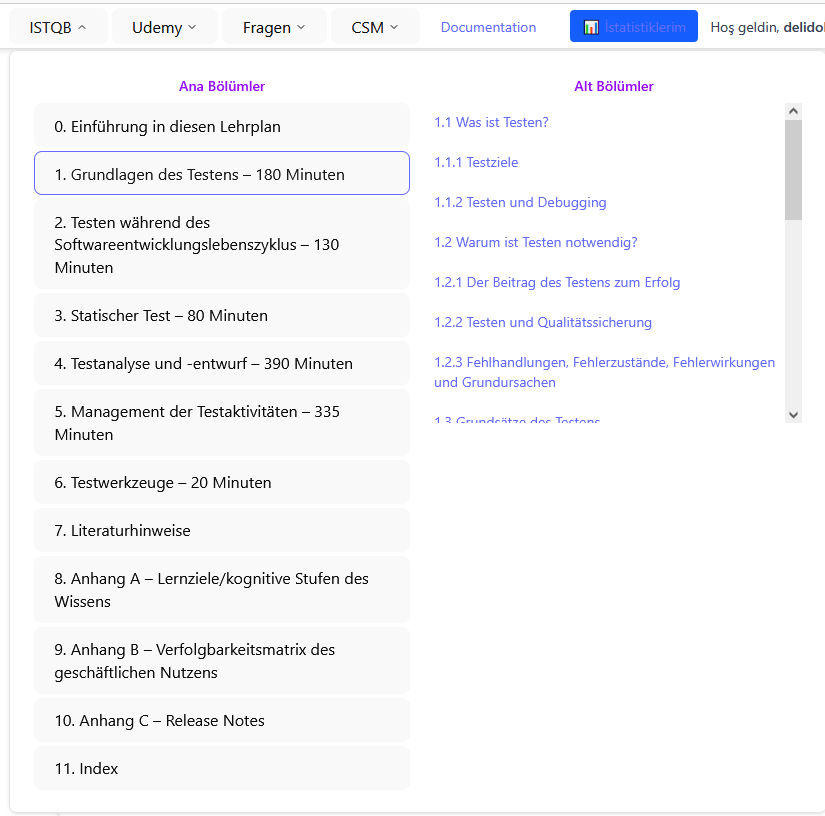 ISTQB Udemy Fragen CSM Documentation 📊 İstatistiklerim Hoş geldin, delidol
Ana Bölümler
0. Einführung in diesen Lehrplan
1. Grundlagen des Testens – 180 Minuten
2. Testen während des
Softwareentwicklungslebenszyklus – 130
Minuten
3. Statischer Test – 80 Minuten
4. Testanalyse und -entwurf – 390 Minuten
5. Management der Testaktivitäten – 335
Minuten
6. Testwerkzeuge – 20 Minuten
7. Literaturhinweise
8. Anhang A – Lernziele/kognitive Stufen des
Wissens
9. Anhang B – Verfolgbarkeitsmatrix des
geschäftlichen Nutzens
10. Anhang C – Release Notes
11. Index
Alt Bölümler
1.1 Was ist Testen?
1.1.1 Testziele
1.1.2 Testen und Debugging
1.2 Warum ist Testen notwendig?
1.2.1 Der Beitrag des Testens zum Erfolg
1.2.2 Testen und Qualitätssicherung
1.2.3 Fehlhandlungen, Fehlerzustände, Fehlerwirkungen
und Grundursachen
1.3 Grundsätze des Testens